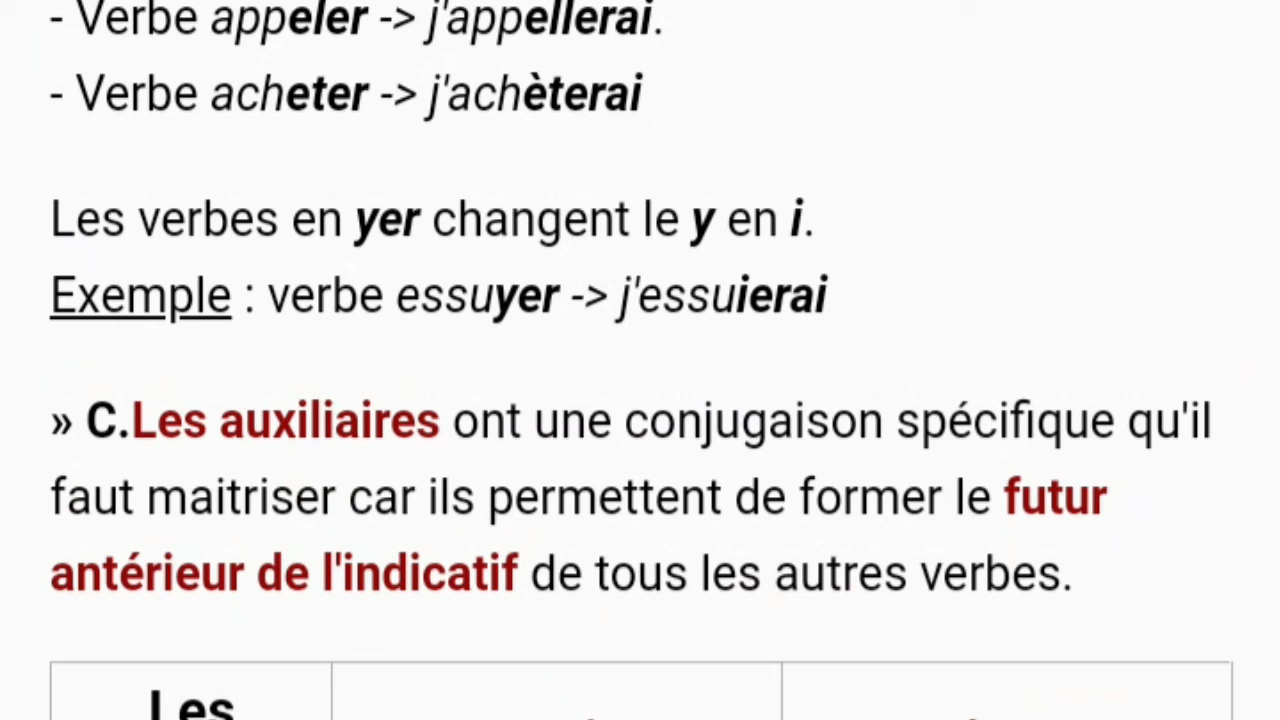 - Verbe appeler -> j'appellerai.
- Verbe acheter -> j'achèterai
Les verbes en yer changent le y en i.
Exemple : verbe essuyer -> j'essuierai
» C.Les auxiliaires ont une conjugaison spécifique qu'il
faut maitriser car ils permettent de former le futur
antérieur de l'indicatif de tous les autres verbes.
Les